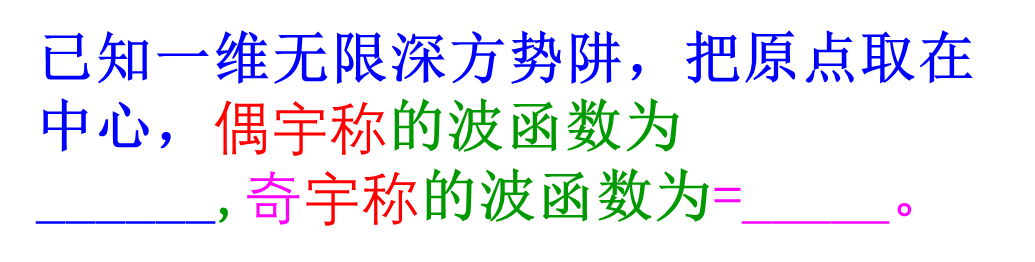 已知一维无限深方势阱，把原点取在
中心，偶宇称的波函数为
______,奇宇称的波函数为=_____。